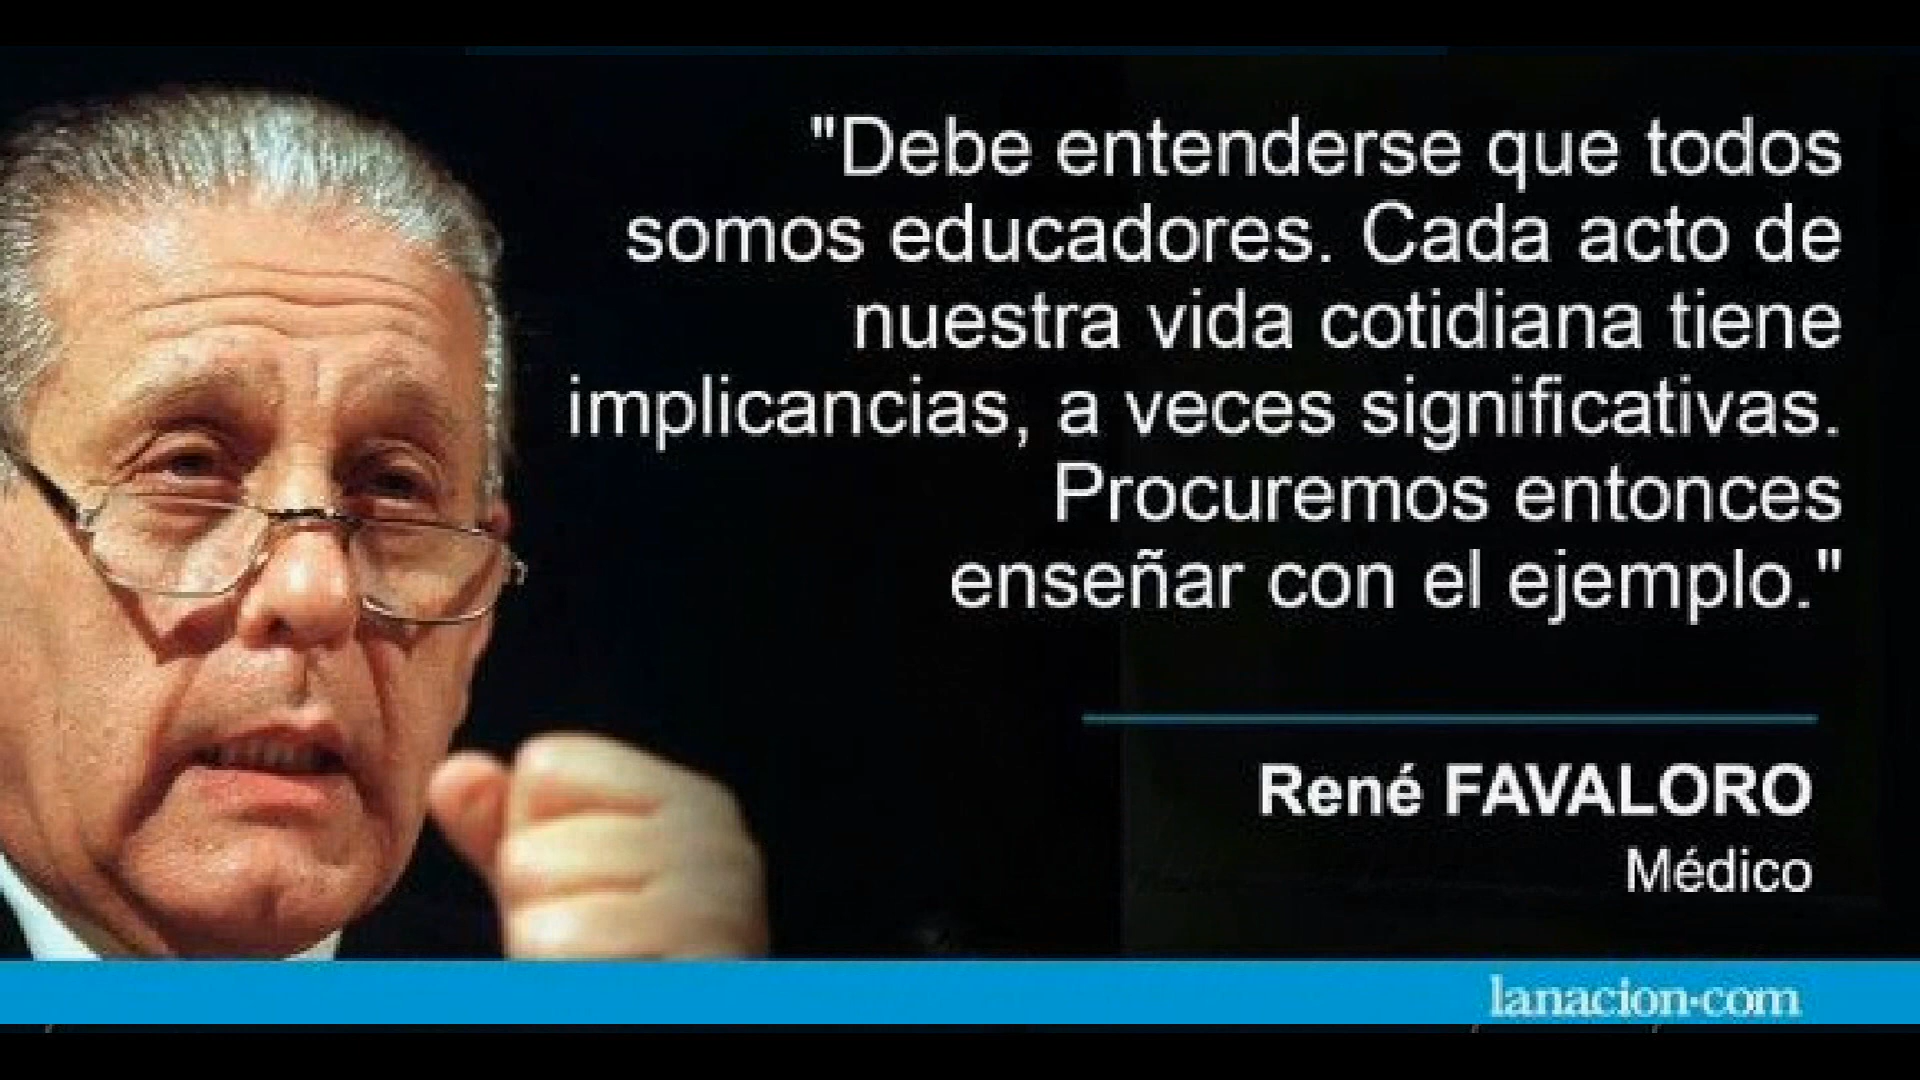 "Debe entenderse que todos
somos educadores. Cada acto de
nuestra vida cotidiana tiene
implicancias, a veces significativas.
Procuremos entonces
enseñar con el ejemplo."
René FAVALORO
Médico
lanacion.com